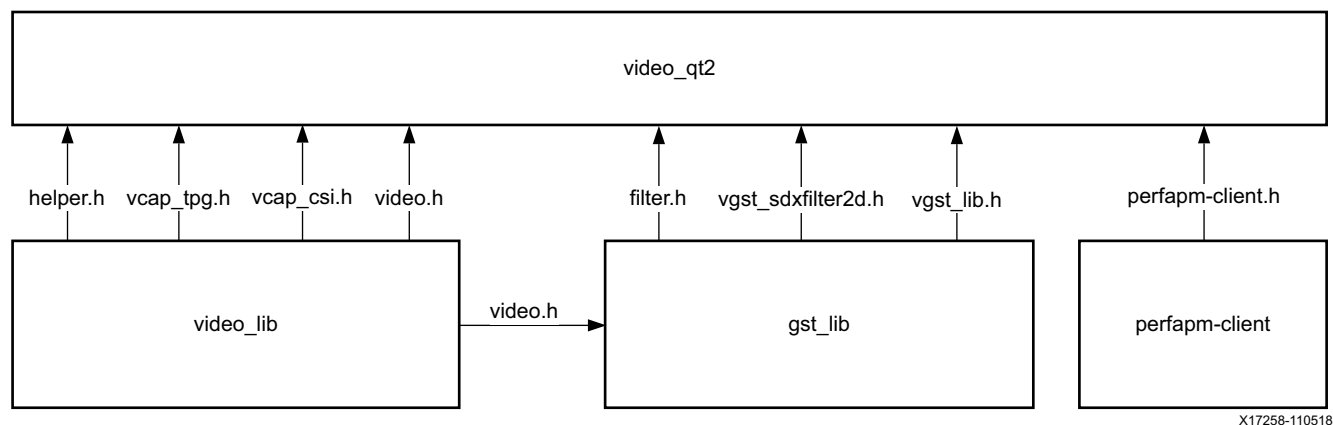 video_qt2
helper.h vcap_tpg.h vcap_csi.h video.h filter.h vgst_sdxfilter2d.h vgst_lib.h perfapm-client.h
video.h
video_lib gst_lib perfapm-client
X17258-110518